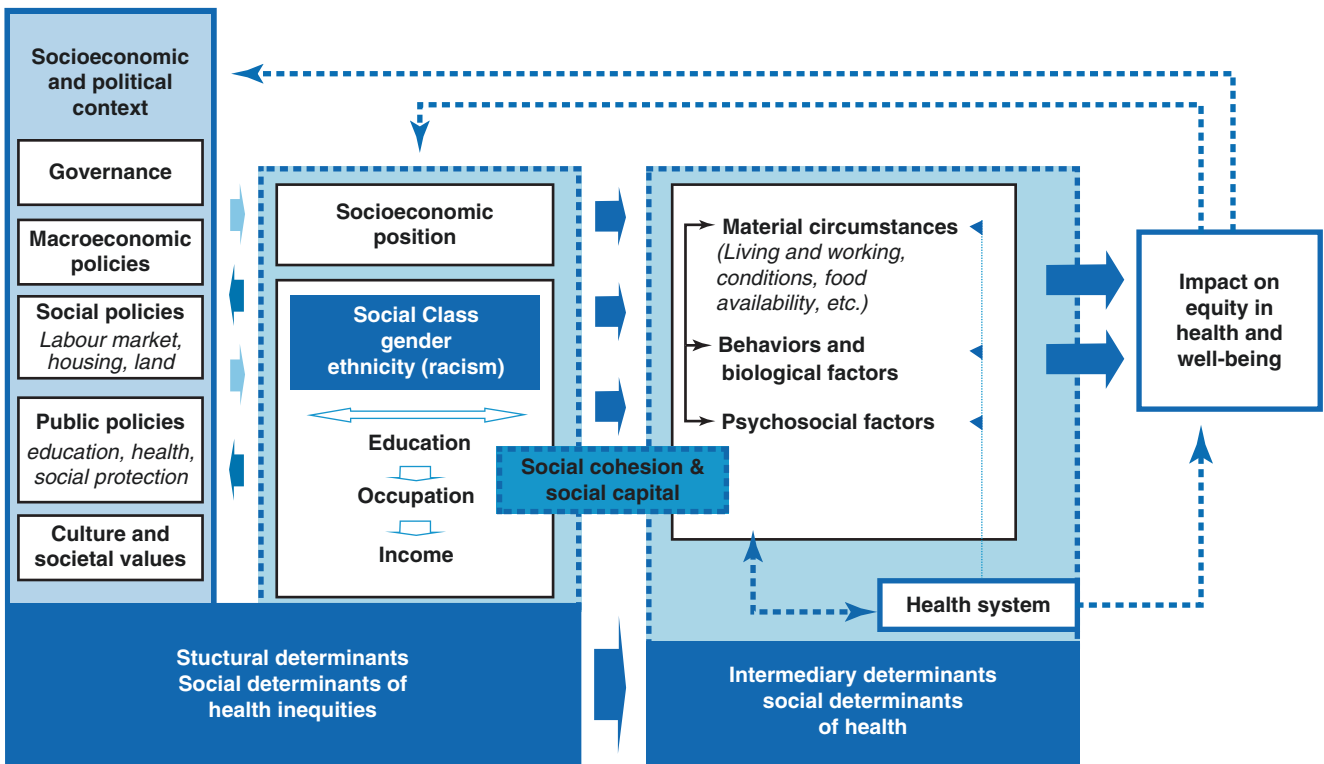 Socioeconomic
and political
context
Governance
Macroeconomic
policies
Social policies
Labour market,
housing, land
Public policies
education, health,
social protection
Culture and
societal values
Socioeconomic
position
Social Class
gender
ethnicity (racism)
Education
Occupation
Income
Social cohesion &
social capital
Material circumstances
(Living and working,
conditions, food
availability, etc.)
Behaviors and
biological factors
Psychosocial factors
Health system
Impact on
equity in
health and
well-being
Stuctural determinants
Social determinants of
health inequities
Intermediary determinants
social determinants
of health